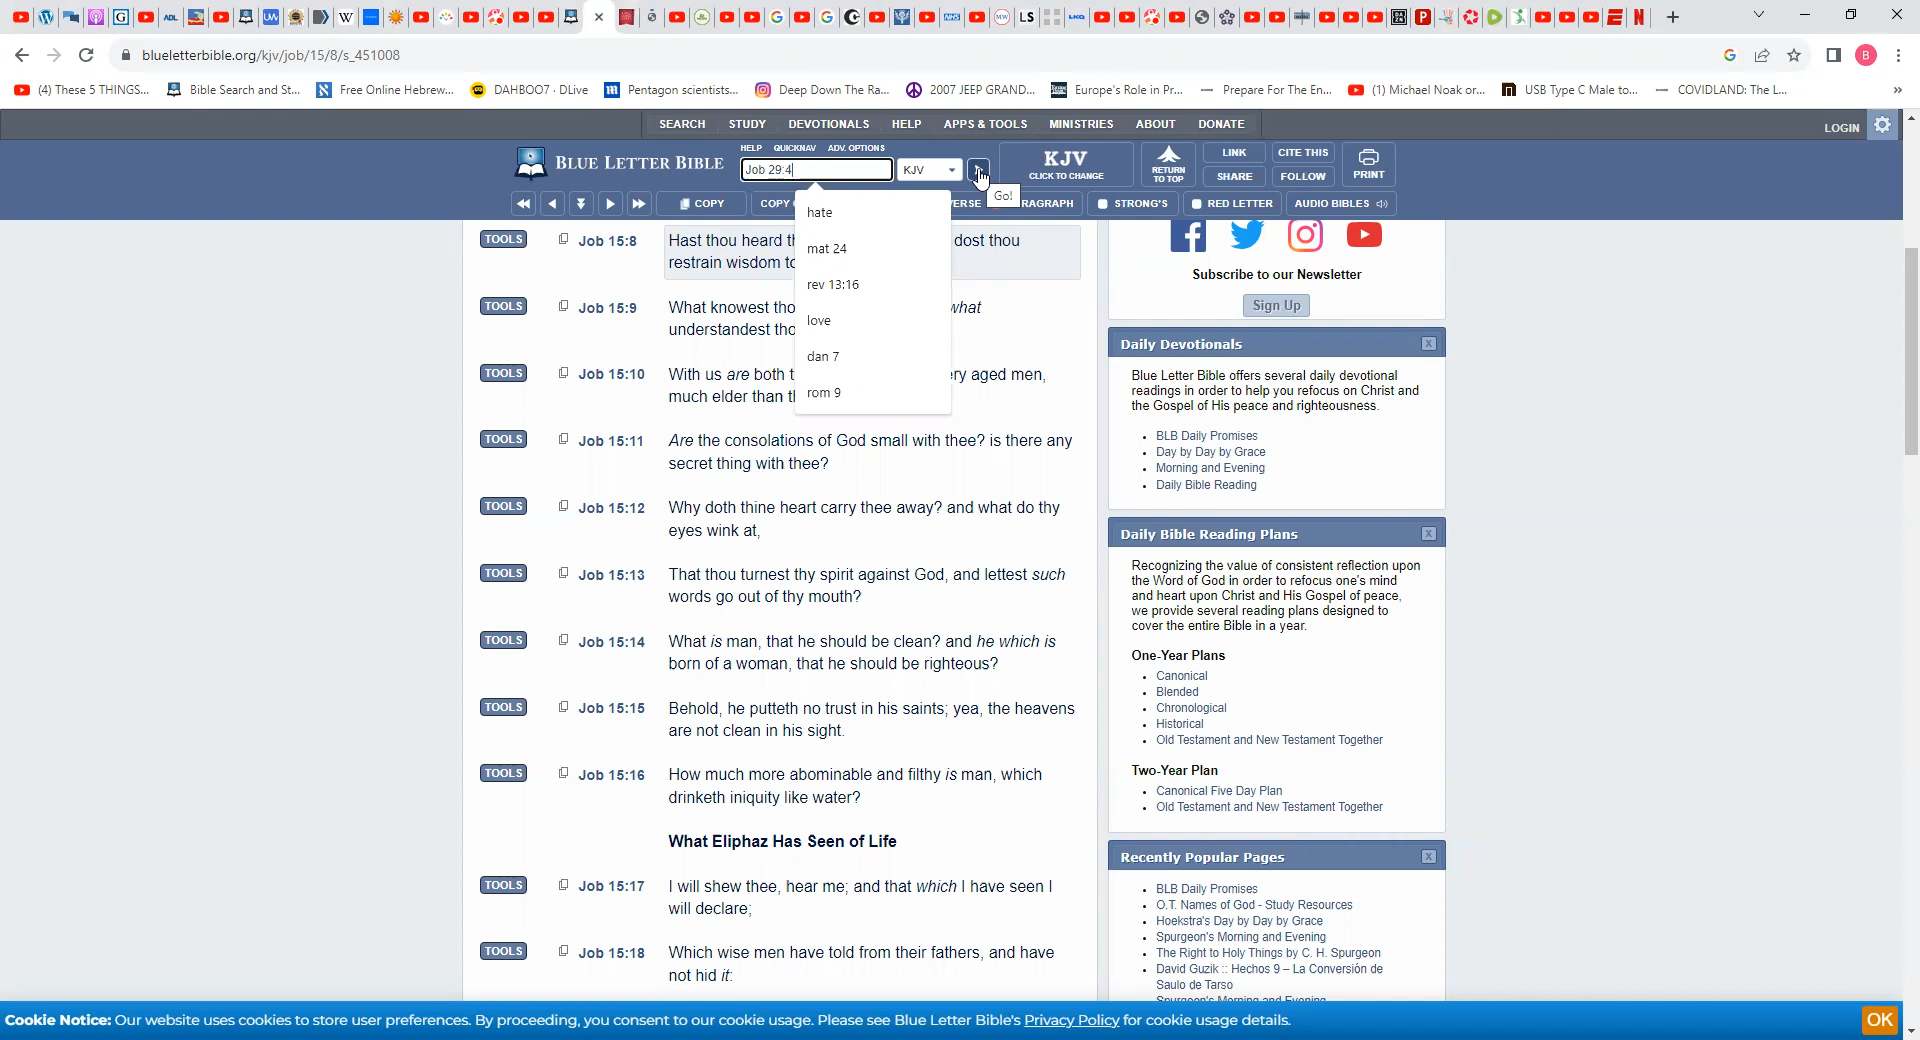 blueletterbible.org/kjv/job/15/8/s_451008
B
(4) These 5 THINGS... Bible Search and St... Free Online Hebrew... DAHBOO7 · DLive Pentagon scientists... Deep Down The Ra... 2007 JEEP GRAND... Europe's Role in Pr... Prepare For The En... (1) Michael Noak or... USB Type C Male to... COVIDLAND: The L... »
SEARCH STUDY DEVOTIONALS HELP APPS & TOOLS MINISTRIES ABOUT DONATE
LOGIN
HELP QUICKNAV ADV. OPTIONS
BLUE LETTER BIBLE
Job 29:4
KJV
KJV
CLICK TO CHANGE
RETURN
TO TOP
LINK
CITE THIS
SHARE
FOLLOW
PRINT
Go!
COPY
COPY
ERSE
RAGRAPH
STRONG'S
RED LETTER
AUDIO BIBLES
hate
mat 24
rev 13:16
love
dan 7
rom 9
TOOLS Job 15:8 Hast thou heard th dost thou
restrain wisdom to
TOOLS Job 15:9 What knowest tho what
understandest tho
TOOLS Job 15:10 With us are both t ry aged men,
much elder than t
TOOLS Job 15:11 Are the consolations of God small with thee? is there any
secret thing with thee?
TOOLS Job 15:12 Why doth thine heart carry thee away? and what do thy
eyes wink at,
TOOLS Job 15:13 That thou turnest thy spirit against God, and lettest such
words go out of thy mouth?
TOOLS Job 15:14 What is man, that he should be clean? and he which is
born of a woman, that he should be righteous?
TOOLS Job 15:15 Behold, he putteth no trust in his saints; yea, the heavens
are not clean in his sight.
TOOLS Job 15:16 How much more abominable and filthy is man, which
drinketh iniquity like water?
What Eliphaz Has Seen of Life
TOOLS Job 15:17 I will shew thee, hear me; and that which I have seen I
will declare;
TOOLS Job 15:18 Which wise men have told from their fathers, and have
not hid it:
Subscribe to our Newsletter
Sign Up
Daily Devotionals X
Blue Letter Bible offers several daily devotional
readings in order to help you refocus on Christ and
the Gospel of His peace and righteousness.
BLB Daily Promises
Day by Day by Grace
Morning and Evening
Daily Bible Reading
Daily Bible Reading Plans X
Recognizing the value of consistent reflection upon
the Word of God in order to refocus one's mind
and heart upon Christ and His Gospel of peace,
we provide several reading plans designed to
cover the entire Bible in a year.
One-Year Plans
Canonical
Blended
Chronological
Historical
Old Testament and New Testament Together
Two-Year Plan
Canonical Five Day Plan
Old Testament and New Testament Together
Recently Popular Pages X
BLB Daily Promises
O.T. Names of God - Study Resources
Hoekstra's Day by Day by Grace
Spurgeon's Morning and Evening
The Right to Holy Things by C. H. Spurgeon
David Guzik :: Hechos 9 – La Conversión de
Saulo de Tarso
Spurgeon's Morning and Evening
Cookie Notice: Our website uses cookies to store user preferences. By proceeding, you consent to our cookie usage. Please see Blue Letter Bible's Privacy Policy for cookie usage details.
OK